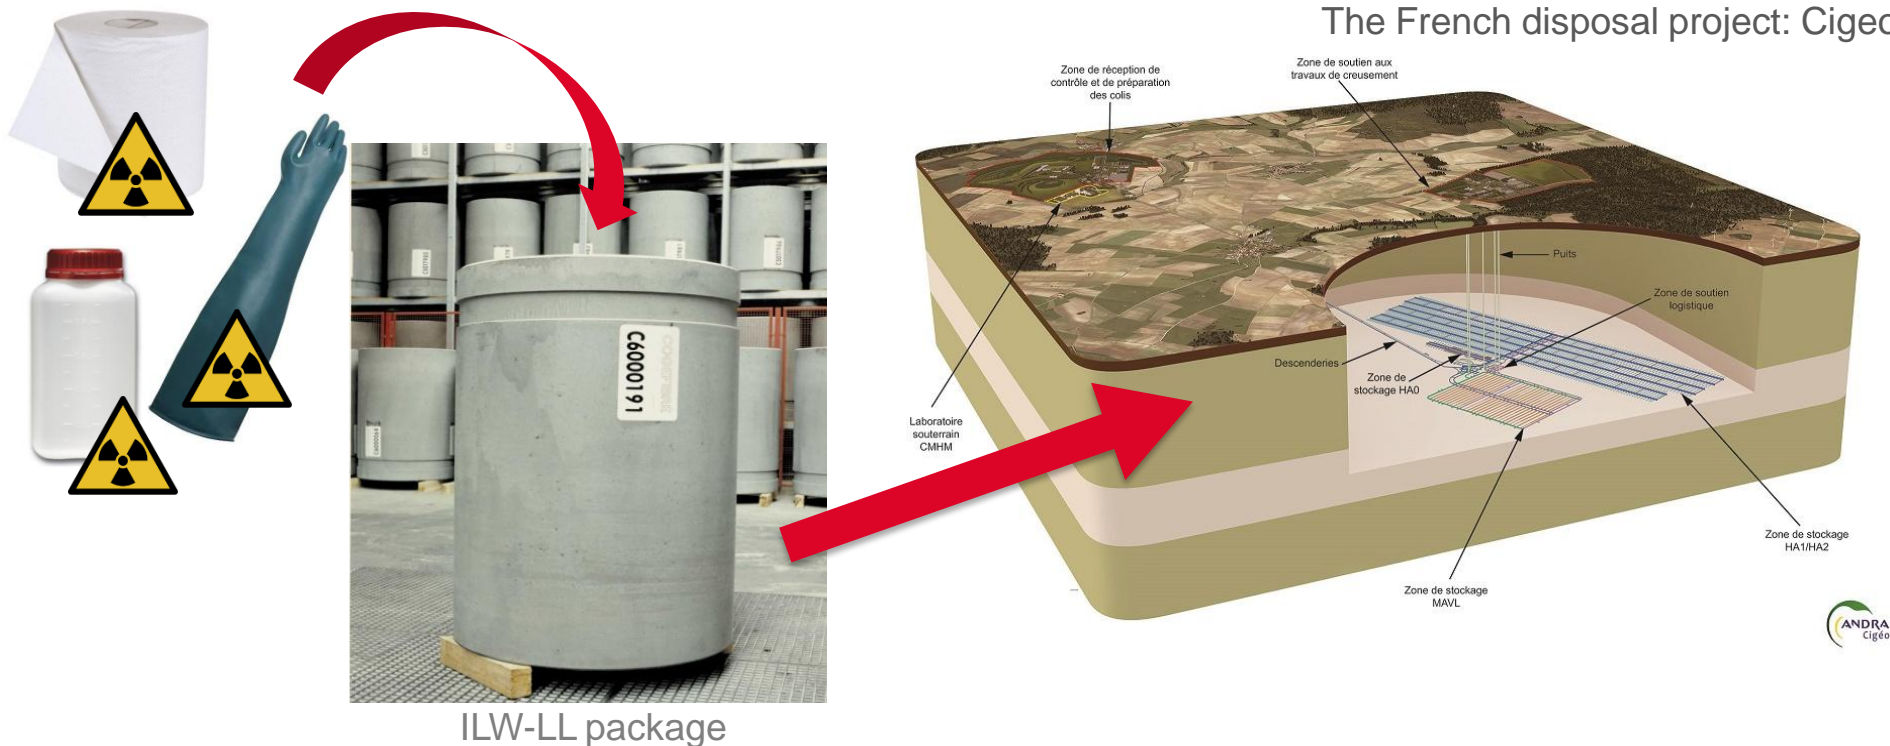 The French disposal project: Cigeo
Zone de réception de
contrôle et de préparation
des colis
Zone de soutien aux
travaux de creusement
Puits
Zone de soutien
logistique
Descenderies
Zone de
stockage HA0
Laboratoire
souterrain
CMHM
Zone de stockage
HA1/HA2
Zone de stockage
MAVL
ANDRA
Cigéo
C6000191
ILW-LL package